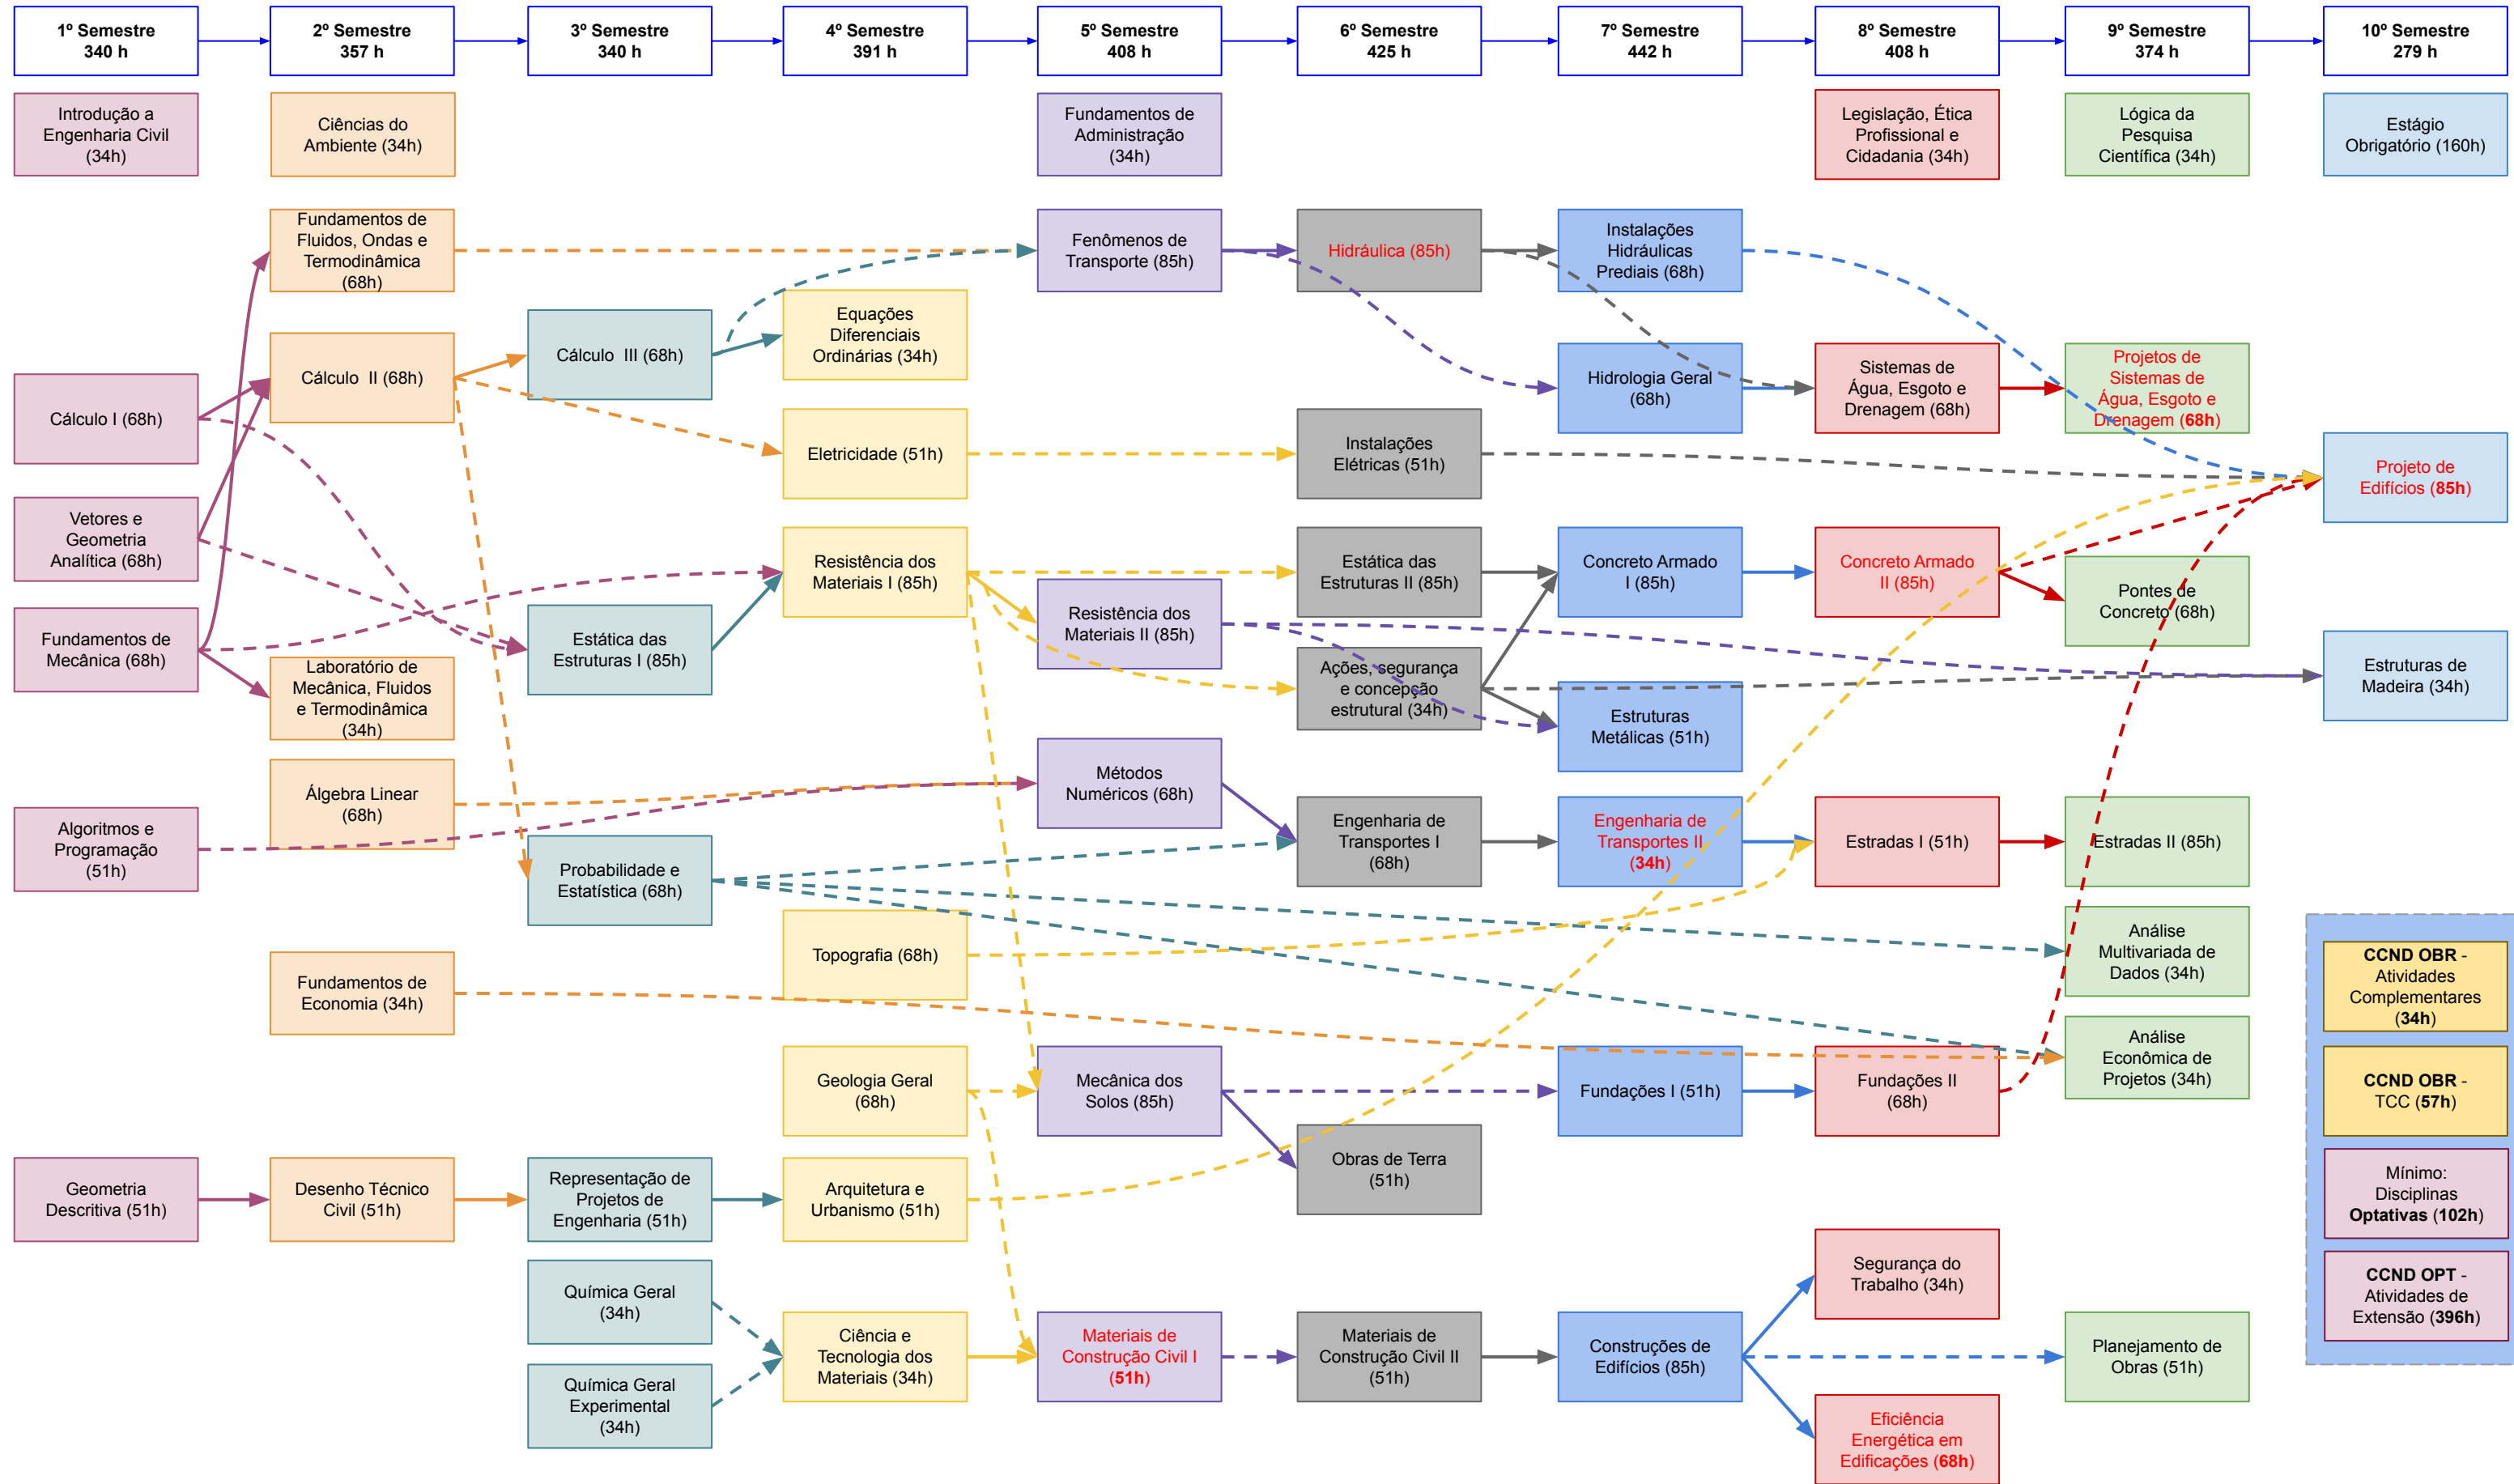 1º Semestre
340 h
2º Semestre
357 h
3º Semestre
340 h
4º Semestre
391 h
5º Semestre
408 h
6º Semestre
425 h
7º Semestre
442 h
8º Semestre
408 h
9º Semestre
374 h
10º Semestre
279 h
Introdução a
Engenharia Civil
(34h)
Ciências do
Ambiente (34h)
Fundamentos de
Administração
(34h)
Legislação, Ética
Profissional e
Cidadania (34h)
Lógica da
Pesquisa
Científica (34h)
Estágio
Obrigatório (160h)
Fundamentos de
Fluidos, Ondas e
Termodinâmica
(68h)
Fenômenos de
Transporte (85h)
Hidráulica (85h)
Instalações
Hidráulicas
Prediais (68h)
Cálculo I (68h)
Cálculo II (68h)
Cálculo III (68h)
Equações
Diferenciais
Ordinárias (34h)
Hidrologia Geral
(68h)
Sistemas de
Água, Esgoto e
Drenagem (68h)
Projetos de
Sistemas de
Água, Esgoto e
Drenagem (68h)
Eletricidade (51h)
Instalações
Elétricas (51h)
Projeto de
Edifícios (85h)
Vetores e
Geometria
Analítica (68h)
Resistência dos
Materiais I (85h)
Estática das
Estruturas II (85h)
Concreto Armado
I (85h)
Concreto Armado
II (85h)
Pontes de
Concreto (68h)
Fundamentos de
Mecânica (68h)
Laboratório de
Mecânica, Fluidos
e Termodinâmica
(34h)
Estática das
Estruturas I (85h)
Resistência dos
Materiais II (85h)
Ações, segurança
e concepção
estrutural (34h)
Estruturas
Metálicas (51h)
Estruturas de
Madeira (34h)
Algoritmos e
Programação
(51h)
Álgebra Linear
(68h)
Probabilidade e
Estatística (68h)
Métodos
Numéricos (68h)
Engenharia de
Transportes I
(68h)
Engenharia de
Transportes II
(34h)
Estradas I (51h)
Estradas II (85h)
Fundamentos de
Economia (34h)
Topografia (68h)
Análise
Multivariada de
Dados (34h)
Geologia Geral
(68h)
Mecânica dos
Solos (85h)
Fundações I (51h)
Fundações II
(68h)
Análise
Econômica de
Projetos (34h)
Geometria
Descritiva (51h)
Desenho Técnico
Civil (51h)
Representação de
Projetos de
Engenharia (51h)
Arquitetura e
Urbanismo (51h)
Obras de Terra
(51h)
Química Geral
(34h)
Química Geral
Experimental
(34h)
Ciência e
Tecnologia dos
Materiais (34h)
Materiais de
Construção Civil I
(51h)
Materiais de
Construção Civil II
(51h)
Construções de
Edifícios (85h)
Segurança do
Trabalho (34h)
Eficiência
Energética em
Edificações (68h)
Planejamento de
Obras (51h)
CCND OBR -
Atividades
Complementares
(34h)
CCND OBR -
TCC (57h)
Mínimo:
Disciplinas
Optativas (102h)
CCND OPT -
Atividades de
Extensão (396h)